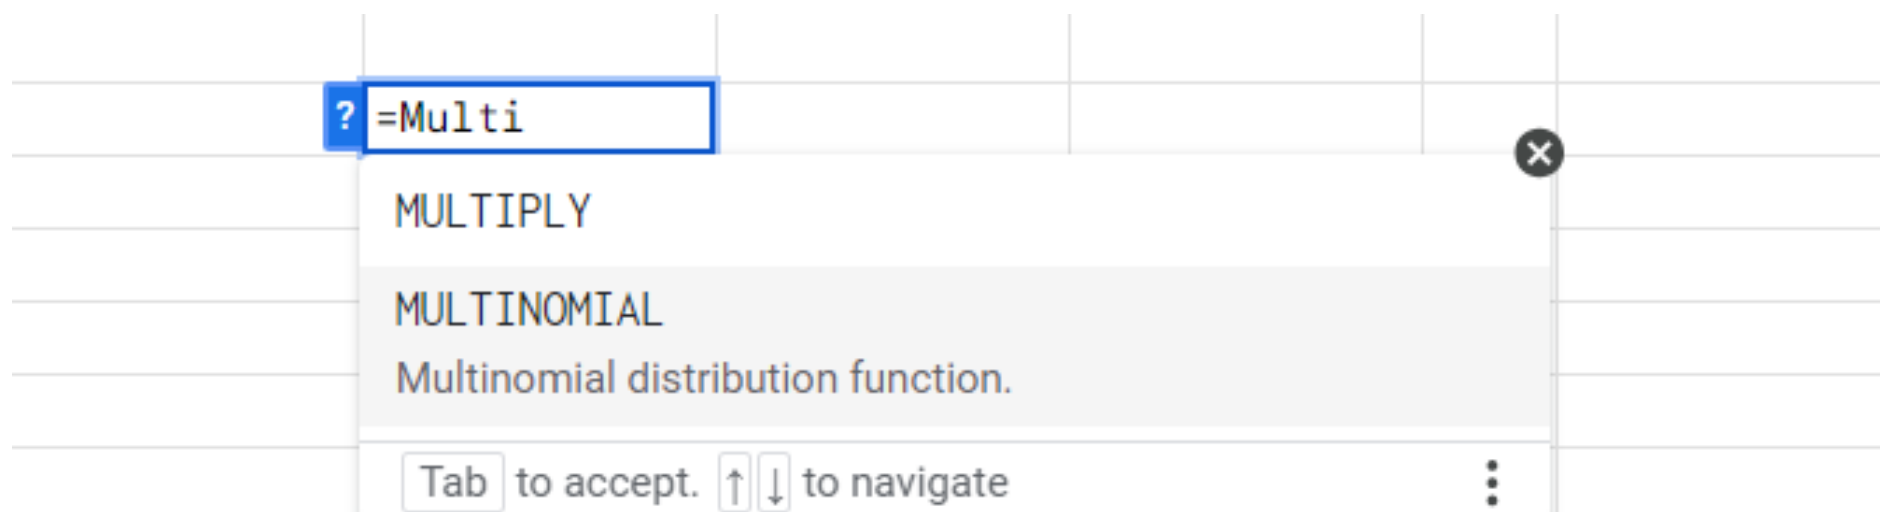 ? =Multi
MULTIPLY
MULTINOMIAL
Multinomial distribution function.
Tab to accept. ↑ ↓ to navigate